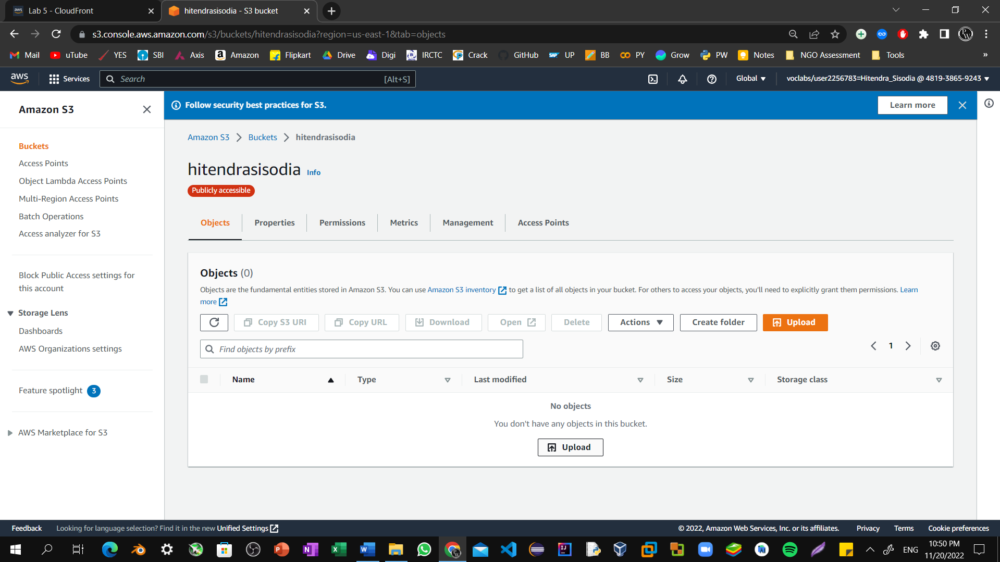 Lab 5 - CloudFront
hitendrasisodia - S3 bucket
s3.console.aws.amazon.com/s3/buckets/hitendrasisodia?region=us-east-1&tab=objects
Mail uTube YES SBI Axis Amazon Flipkart Drive Digi IRCTC Crack GitHub UP BB PY Grow PW Notes NGO Assessment Tools »
aws Services Search [Alt+S] Global voclabs/user2256783=Hitendra_Sisodia @ 4819-3865-9243
Amazon S3
Buckets
Access Points
Object Lambda Access Points
Multi-Region Access Points
Batch Operations
Access analyzer for S3
Block Public Access settings for
this account
Storage Lens
Dashboards
AWS Organizations settings
Feature spotlight 3
AWS Marketplace for S3
Follow security best practices for S3.
Learn more
Amazon S3 > Buckets > hitendrasisodia
hitendrasisodia Info
Publicly accessible
Objects Properties Permissions Metrics Management Access Points
Objects (0)
Objects are the fundamental entities stored in Amazon S3. You can use Amazon S3 inventory to get a list of all objects in your bucket. For others to access your objects, you'll need to explicitly grant them permissions. Learn
more
Copy S3 URI Copy URL Download Open Delete Actions Create folder Upload
Find objects by prefix
1
Name Type Last modified Size Storage class
No objects
You don't have any objects in this bucket.
Upload
Feedback Looking for language selection? Find it in the new Unified Settings © 2022, Amazon Web Services, Inc. or its affiliates. Privacy Terms Cookie preferences
ENG
10:50 PM
11/20/2022